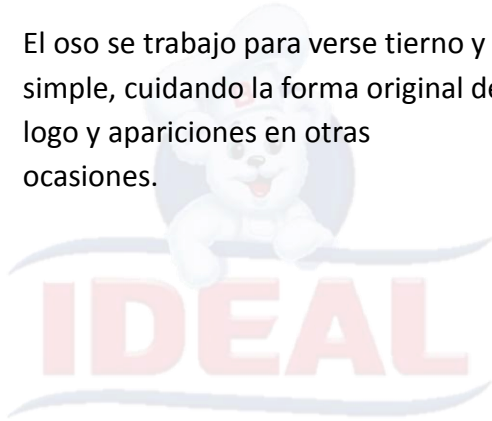 El oso se trabajo para verse tierno y
simple, cuidando la forma original de
logo y apariciones en otras
ocasiones.
IDEAL